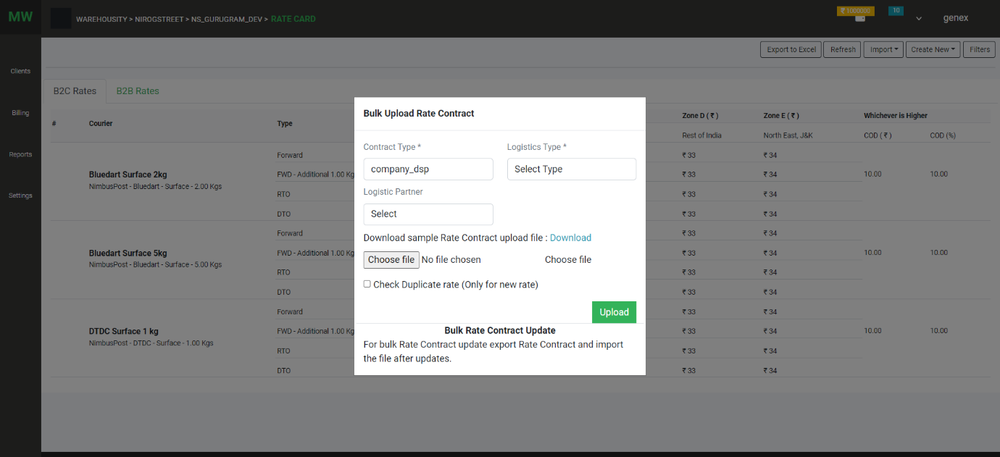 MW
WAREHOUSITY > NIROGSTREET > NS_GURUGRAM_DEV > RATE CARD
₹ 1000000
10
genex
Export to Excel Refresh Import Create New Filters
Clients
Billing
Reports
Settings
B2C Rates B2B Rates
# Courier Type Zone D ( ₹ ) Zone E ( ₹ ) Whichever is Higher
Rest of India North East, J&K COD ( ₹ ) COD (%)
Forward ₹ 33 ₹ 34
Bluedart Surface 2kg
NimbusPost - Bluedart - Surface - 2.00 Kgs
FWD - Additional 1.00 Kg ₹ 33 ₹ 34 10.00 10.00
RTO ₹ 33 ₹ 34
DTO ₹ 33 ₹ 34
Forward ₹ 33 ₹ 34
Bluedart Surface 5kg
NimbusPost - Bluedart - Surface - 5.00 Kgs
FWD - Additional 1.00 Kg ₹ 33 ₹ 34 10.00 10.00
RTO ₹ 33 ₹ 34
DTO ₹ 33 ₹ 34
Forward ₹ 33 ₹ 34
DTDC Surface 1 kg
NimbusPost - DTDC - Surface - 1.00 Kgs
FWD - Additional 1.00 Kg ₹ 33 ₹ 34 10.00 10.00
RTO ₹ 33 ₹ 34
DTO ₹ 33 ₹ 34
Bulk Upload Rate Contract
Contract Type * Logistics Type *
company_dsp Select Type
Logistic Partner
Select
Download sample Rate Contract upload file : Download
Choose file No file chosen Choose file
Check Duplicate rate (Only for new rate)
Upload
Bulk Rate Contract Update
For bulk Rate Contract update export Rate Contract and import
the file after updates.